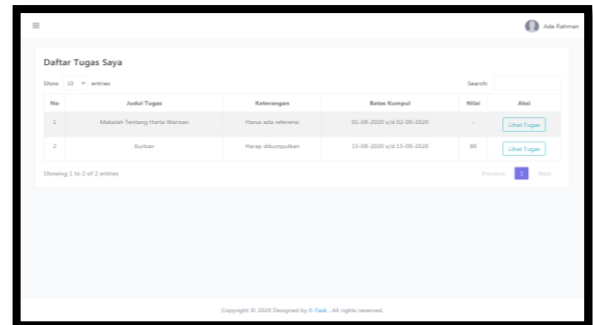 Ade Rahman
Daftar Tugas Saya
Show 10 entries Search:
No Judul Tugas Keterangan Batas Kumpul Nilai Aksi
1 Makalah Tentang Harta Warisan Harus ada referensi 01-09-2020 s/d 02-09-2020 - Lihat Tugas
2 Kurban Harap dikumpulkan 15-09-2020 s/d 15-09-2020 80 Lihat Tugas
Showing 1 to 2 of 2 entries Previous 1 Next
Copyright © 2020 Designed by E-Task . All rights reserved.